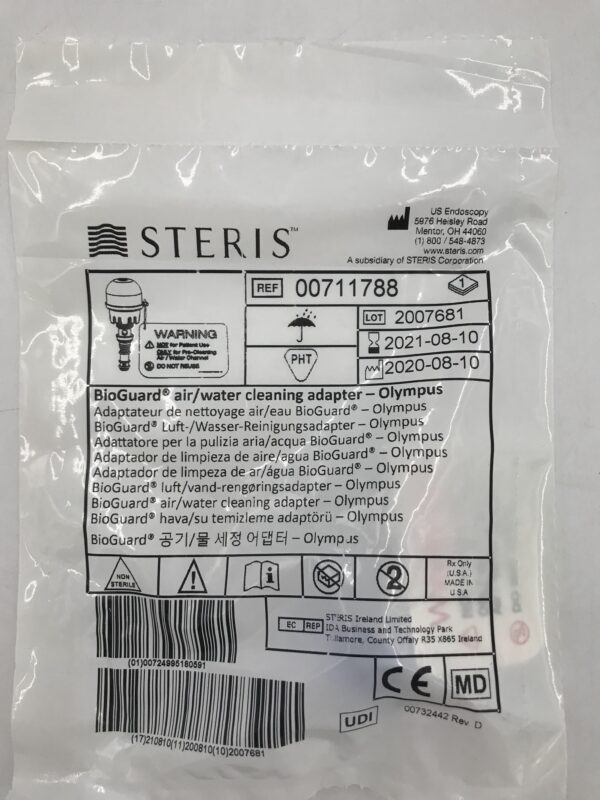 STERIS™
US Endoscopy
5976 Heisley Road
Mentor, OH 44060
(1) 800 / 548-4873
www.steris.com
A subsidiary of STERIS Corporation
REF 00711788
1
WARNING
NOT for Patient Use
ONLY for Pre-Cleaning
Air / Water Channel
DO NOT REUSE
PHT
LOT 2007681
2021-08-10
2020-08-10
BioGuard® air/water cleaning adapter – Olympus
Adaptateur de nettoyage air/eau BioGuard® – Olympus
BioGuard® Luft-/Wasser-Reinigungsadapter – Olympus
Adattatore per la pulizia aria/acqua BioGuard® – Olympus
Adaptador de limpieza de aire/agua BioGuard® – Olympus
Adaptador de limpeza de ar/água BioGuard® – Olympus
BioGuard® luft/vand-rengøringsadapter – Olympus
BioGuard® air/water cleaning adapter – Olympus
BioGuard® hava/su temizleme adaptörü – Olympus
BioGuard® 공기/물 세정 어댑터 – Olympus
NON
STERILE
2
Rx Only
(U.S.A.)
MADE IN
U.S.A
EC REP
STERIS Ireland Limited
IDA Business and Technology Park
Tullamore, County Offaly R35 X865 Ireland
(01)00724995180591
CE
MD
(17)210810(11)200810(10)2007681
UDI
00732442 Rev. D